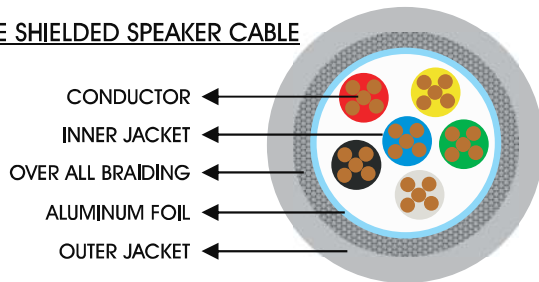 E SHIELDED SPEAKER CABLE
CONDUCTOR
INNER JACKET
OVER ALL BRAIDING
ALUMINUM FOIL
OUTER JACKET